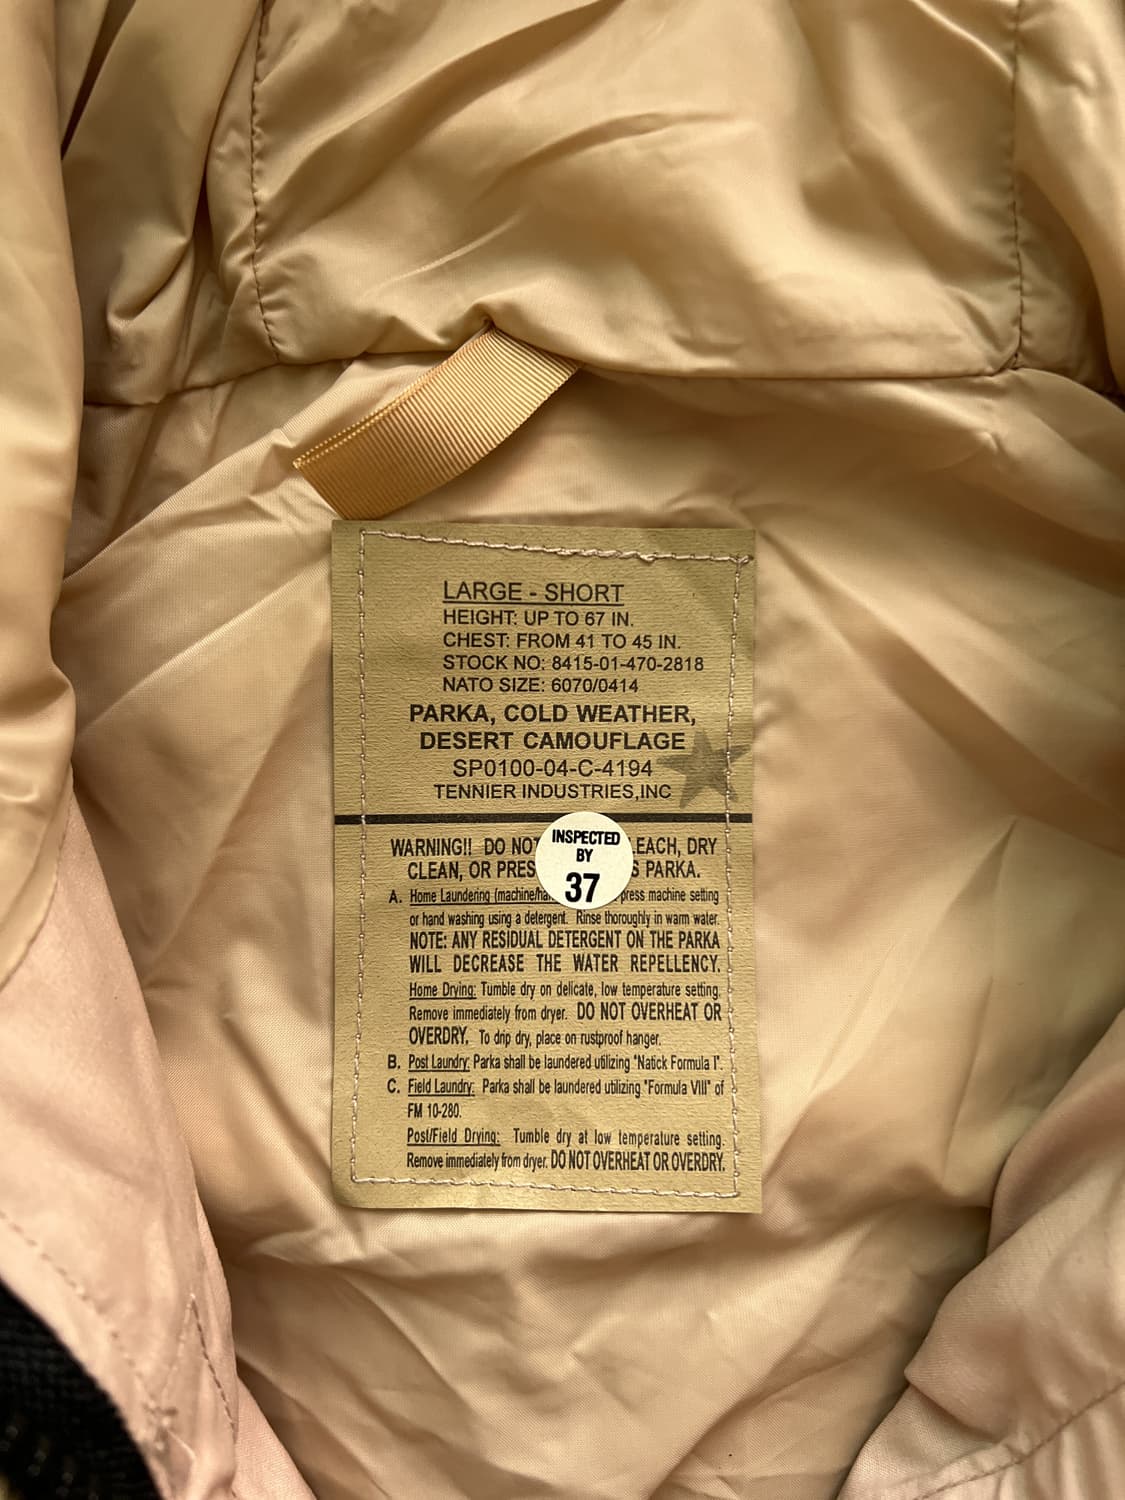 LARGE - SHORT
HEIGHT: UP TO 67 IN.
CHEST: FROM 41 TO 45 IN.
STOCK NO: 8415-01-470-2818
NATO SIZE: 6070/0414
PARKA, COLD WEATHER,
DESERT CAMOUFLAGE
SP0100-04-C-4194
TENNIER INDUSTRIES,INC
INSPECTED
BY
37
WARNING!! DO NOT EACH, DRY
CLEAN, OR PRES PARKA.
A. Home Laundering (machine/ press machine setting
or hand washing using a detergent. Rinse thoroughly in warm water.
NOTE: ANY RESIDUAL DETERGENT ON THE PARKA
WILL DECREASE THE WATER REPELLENCY.
Home Drying: Tumble dry on delicate, low temperature setting.
Remove immediately from dryer. DO NOT OVERHEAT OR
OVERDRY. To drip dry, place on rustproof hanger.
B. Post Laundry: Parka shall be laundered utilizing "Natick Formula I".
C. Field Laundry: Parka shall be laundered utilizing "Formula VIII" of
FM 10-280.
Post/Field Drying: Tumble dry at low temperature setting.
Remove immediately from dryer. DO NOT OVERHEAT OR OVERDRY.